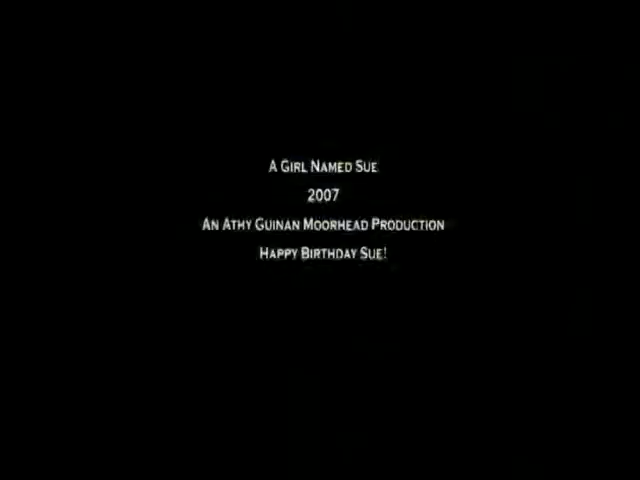 A Girl Named Sue
2007
An Athy Guinan Moorhead Production
Happy Birthday Sue!